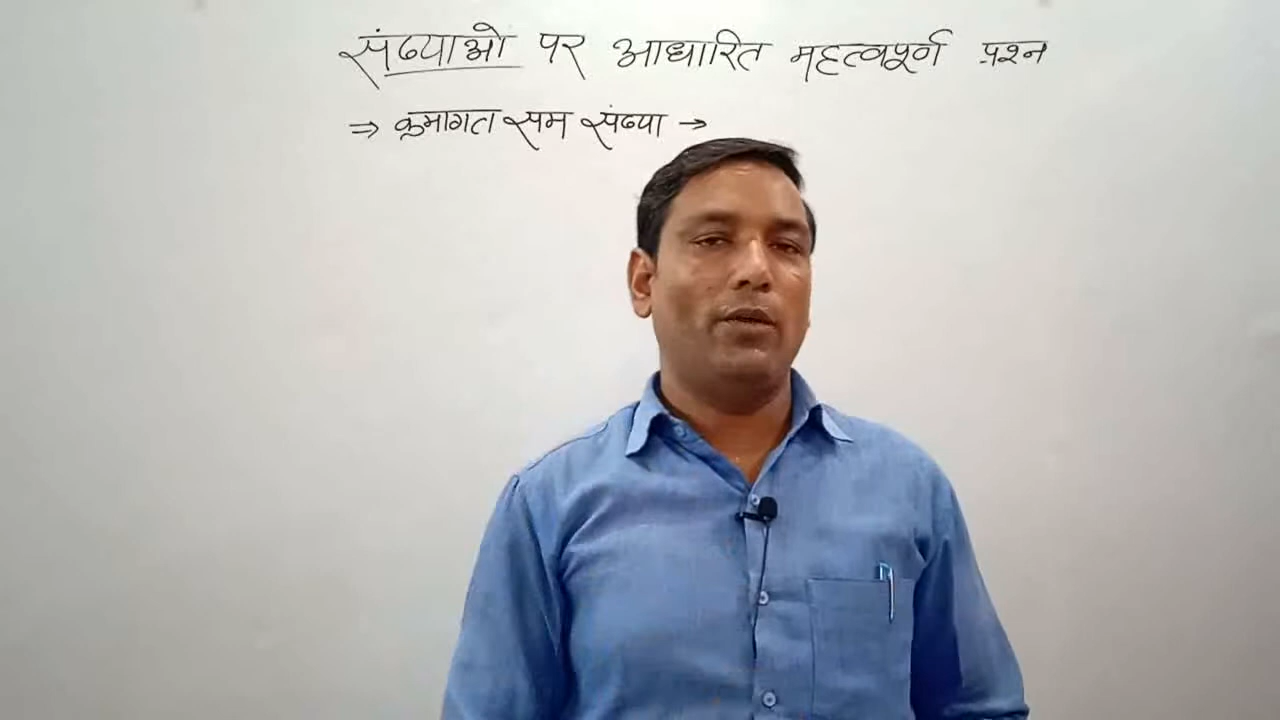 संख्याओ पर आधारित महत्वपूर्ण प्रश्न
⇒ क्रमागत सम संख्या →